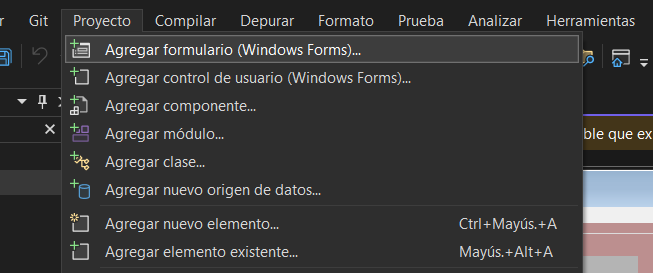 Git Proyecto Compilar Depurar Formato Prueba Analizar Herramientas
Agregar formulario (Windows Forms)...
Agregar control de usuario (Windows Forms)...
Agregar componente...
Agregar módulo...
ble que ex
Agregar clase...
Agregar nuevo origen de datos...
Agregar nuevo elemento... Ctrl+Mayús.+A
Agregar elemento existente... Mayús.+Alt+A